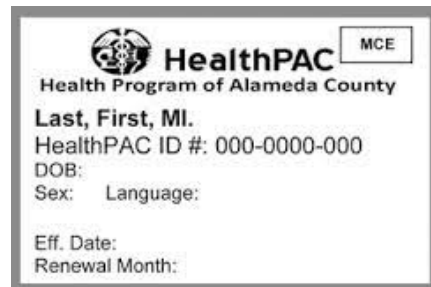 HealthPAC
MCE
Health Program of Alameda County
Last, First, MI.
HealthPAC ID #: 000-0000-000
DOB:
Sex: Language:
Eff. Date:
Renewal Month: